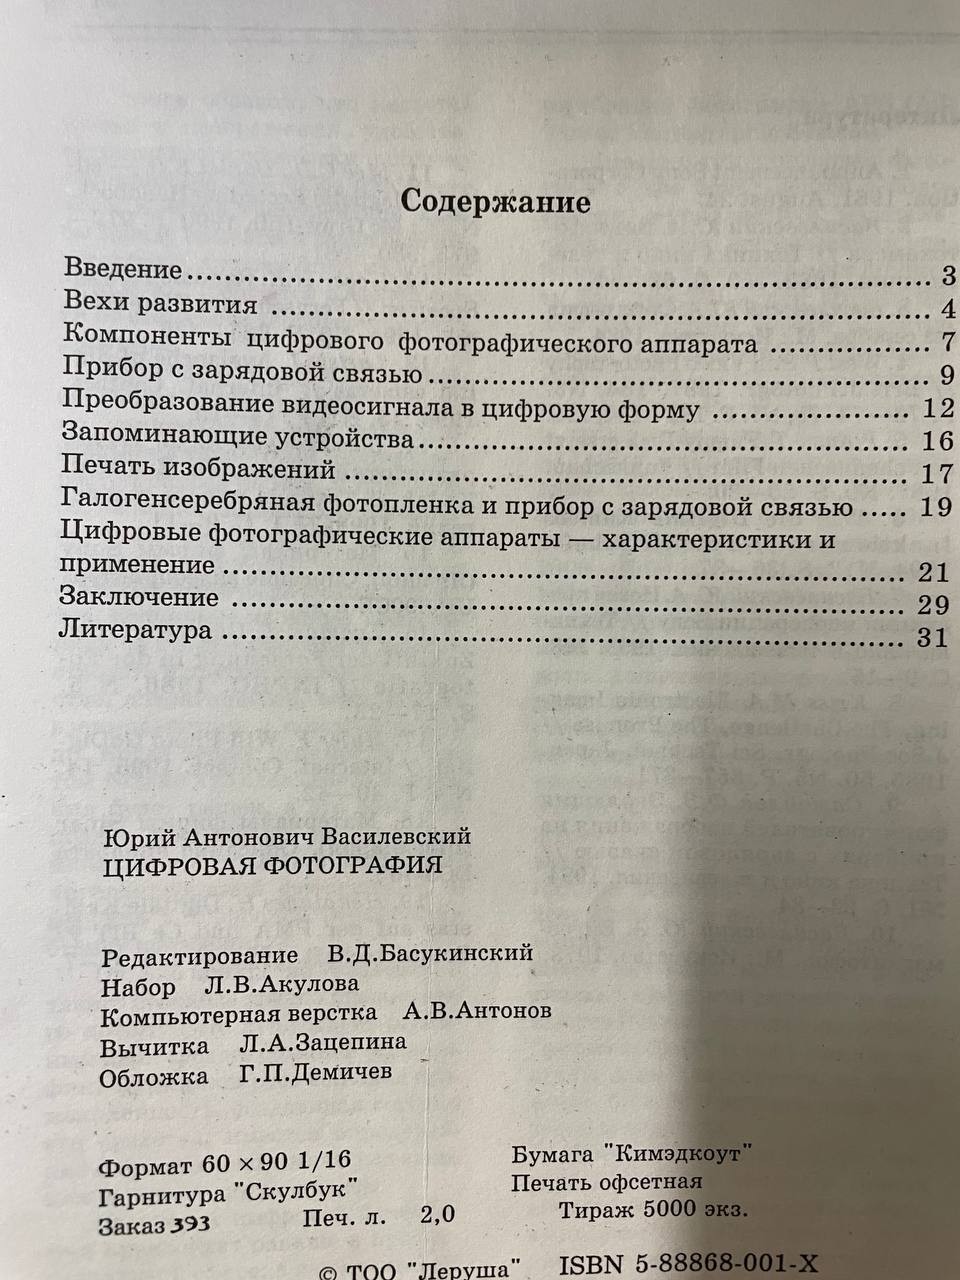 Содержание
Введение.................................................. 3
Вехи развития ............................................ 4
Компоненты цифрового фотографического аппарата ........... 7
Прибор с зарядовой связью................................. 9
Преобразование видеосигнала в цифровую форму ............. 12
Запоминающие устройства................................... 16
Печать изображений ....................................... 17
Галогенсеребряная фотопленка и прибор с зарядовой связью ..... 19
Цифровые фотографические аппараты — характеристики и
применение ............................................... 21
Заключение ............................................... 29
Литература ............................................... 31
Юрий Антонович Василевский
ЦИФРОВАЯ ФОТОГРАФИЯ
Редактирование В.Д.Басукинский
Набор Л.В.Акулова
Компьютерная верстка А.В.Антонов
Вычитка Л.А.Зацепина
Обложка Г.П.Демичев
Формат 60 × 90 1/16
Гарнитура "Скулбук"
Заказ 393 Печ. л. 2,0
Бумага "Кимэдкоут"
Печать офсетная
Тираж 5000 экз.
© ТОО "Леруша" ISBN 5-88868-001-X